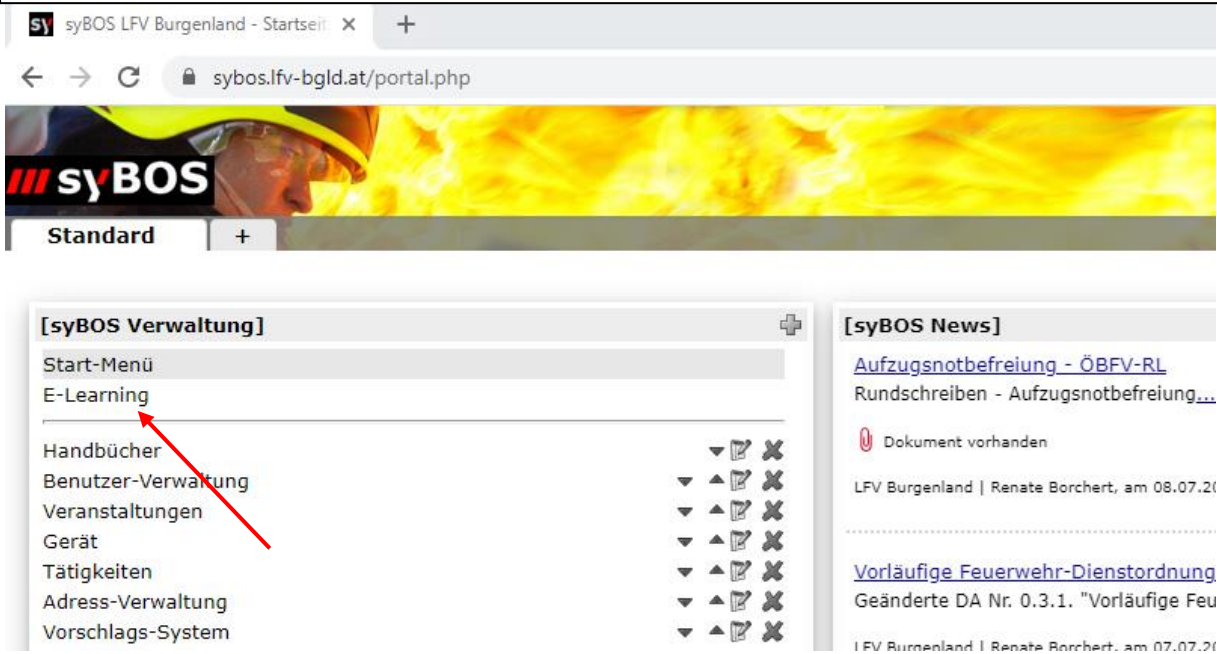 sy syBOS LFV Burgenland - Startseit
sybos.lfv-bgld.at/portal.php
syBOS
Standard +
[syBOS Verwaltung]
Start-Menü
E-Learning
Handbücher
Benutzer-Verwaltung
Veranstaltungen
Gerät
Tätigkeiten
Adress-Verwaltung
Vorschlags-System
[syBOS News]
Aufzugsnotbefreiung - ÖBFV-RL
Rundschreiben - Aufzugsnotbefreiung...
Dokument vorhanden
LFV Burgenland | Renate Borchert, am 08.07.20
Vorläufige Feuerwehr-Dienstordnung
Geänderte DA Nr. 0.3.1. "Vorläufige Feu
LFV Burgenland | Renate Borchert, am 07.07.20